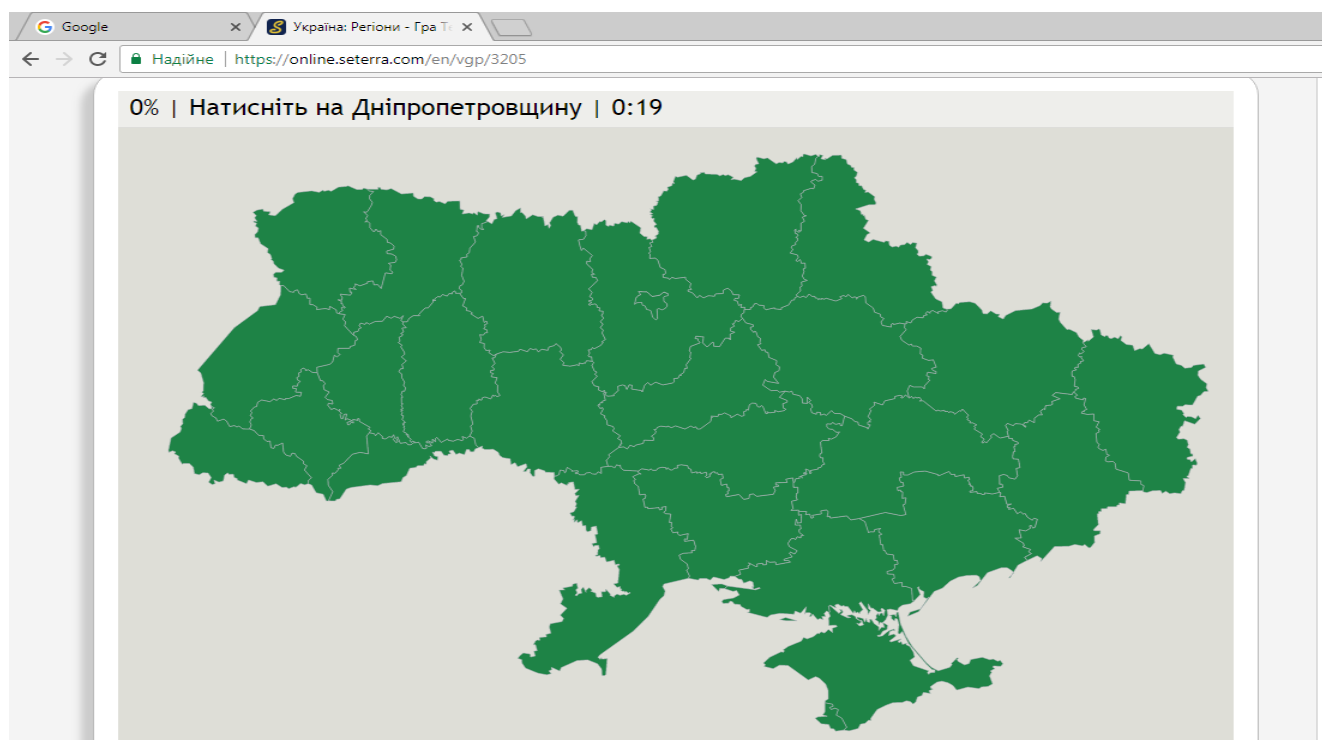 Google
Україна: Регіони - Гра Т
Надійне | https://online.seterra.com/en/vgp/3205
0% | Натисніть на Дніпропетровщину | 0:19